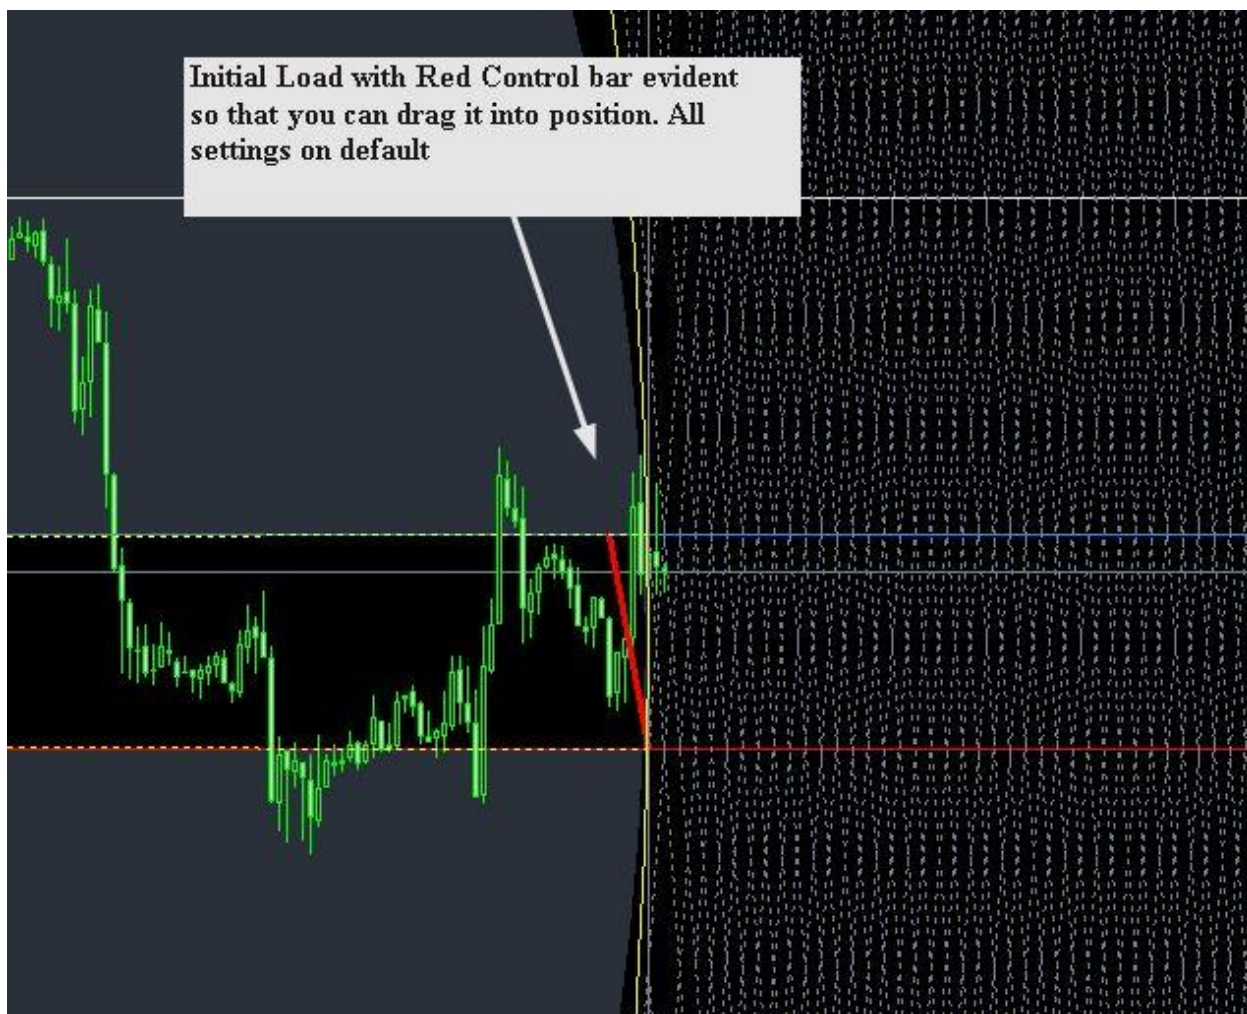 Initial Load with Red Control bar evident
so that you can drag it into position. All
settings on default